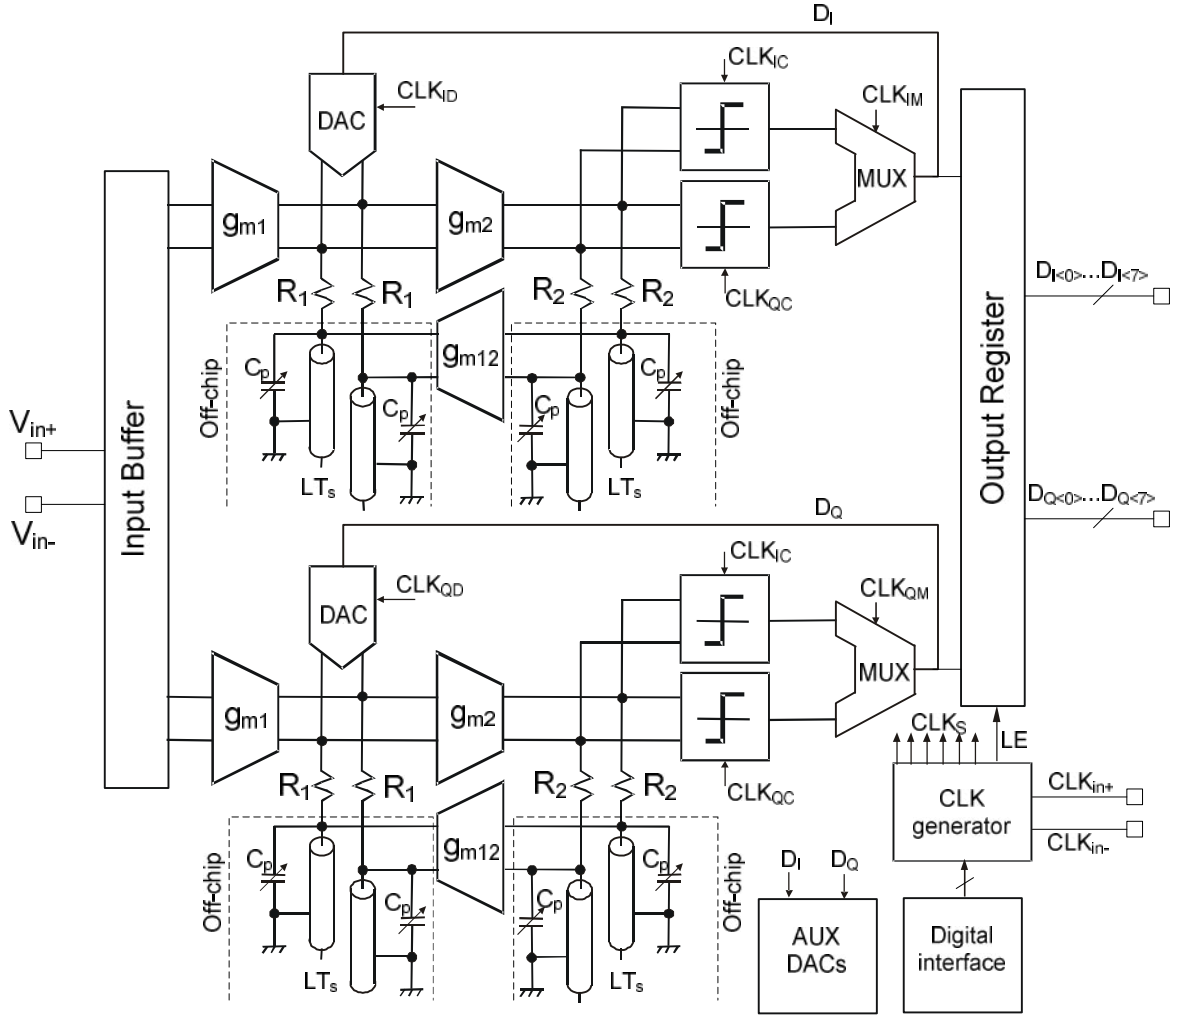 D_I
CLK_ID
DAC
CLK_IC
CLK_IM
MUX
g_m1
g_m2
CLK_QC
R_1
R_1
R_2
R_2
g_m12
C_p
C_p
C_p
C_p
Off-chip
Off-chip
LT_s
LT_s
V_in+
V_in-
Input Buffer
Output Register
D_I<0>...D_I<7>
D_Q<0>...D_Q<7>
D_Q
CLK_QD
DAC
CLK_IC
CLK_QM
MUX
g_m1
g_m2
CLK_QC
R_1
R_1
R_2
R_2
g_m12
C_p
C_p
C_p
C_p
Off-chip
Off-chip
LT_s
LT_s
CLK_S
LE
CLK
generator
CLK_in+
CLK_in-
D_I
D_Q
AUX
DACs
Digital
interface